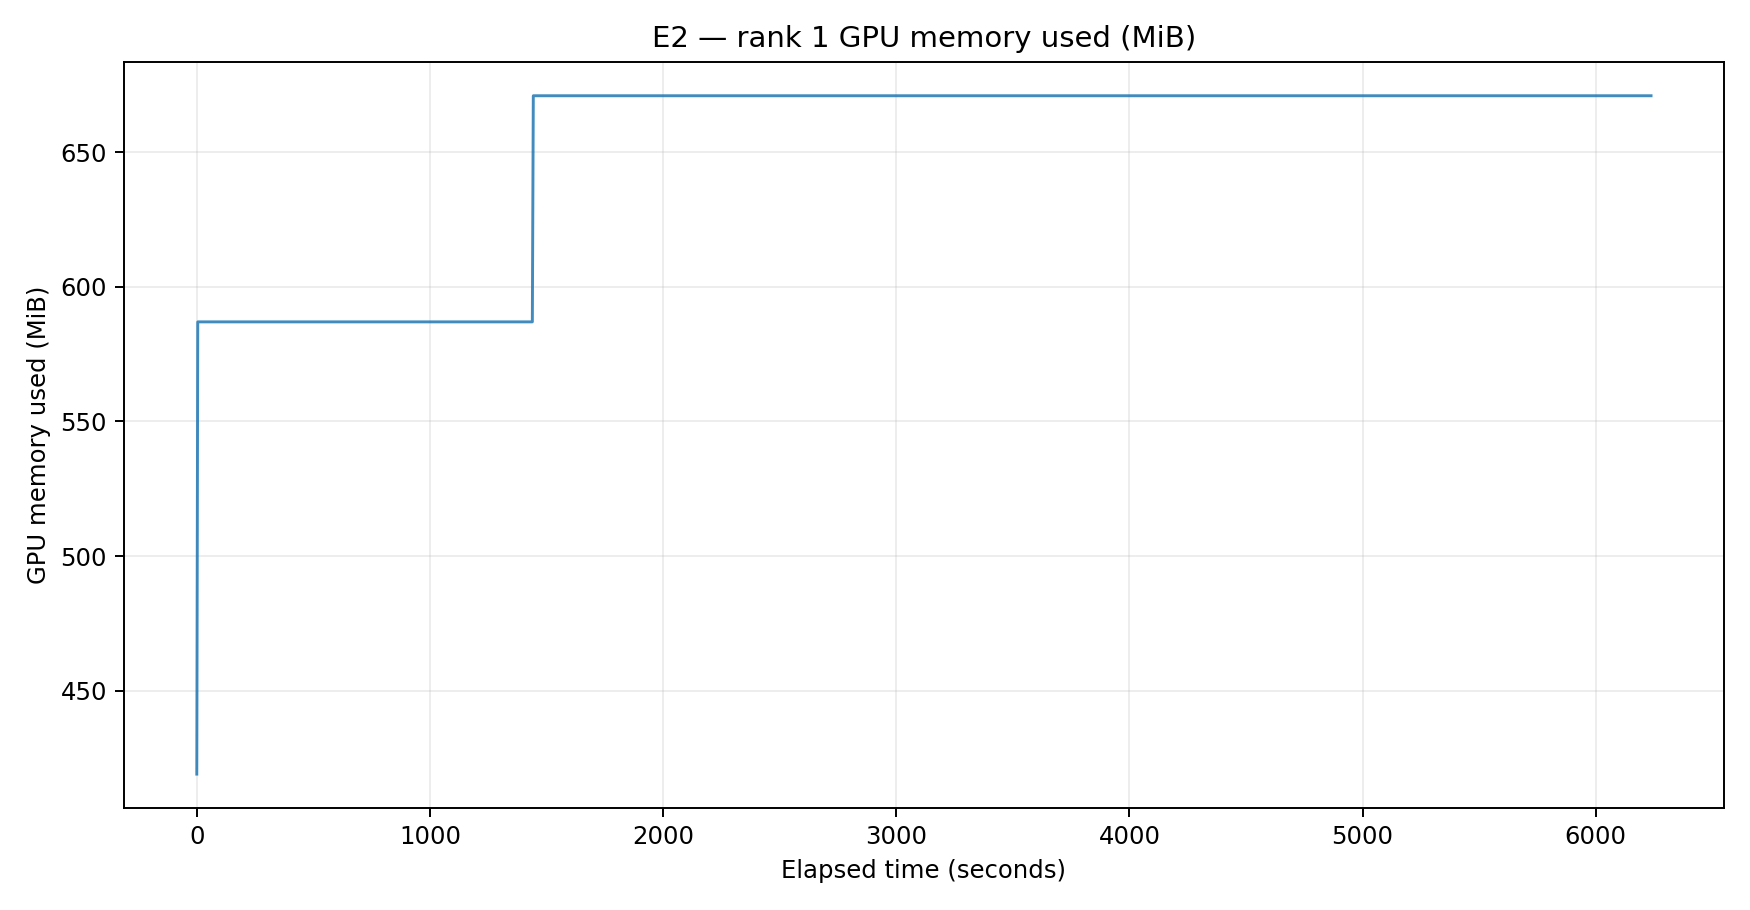 E2 — rank 1 GPU memory used (MiB)
GPU memory used (MiB)
650
600
550
500
450
0 1000 2000 3000 4000 5000 6000
Elapsed time (seconds)